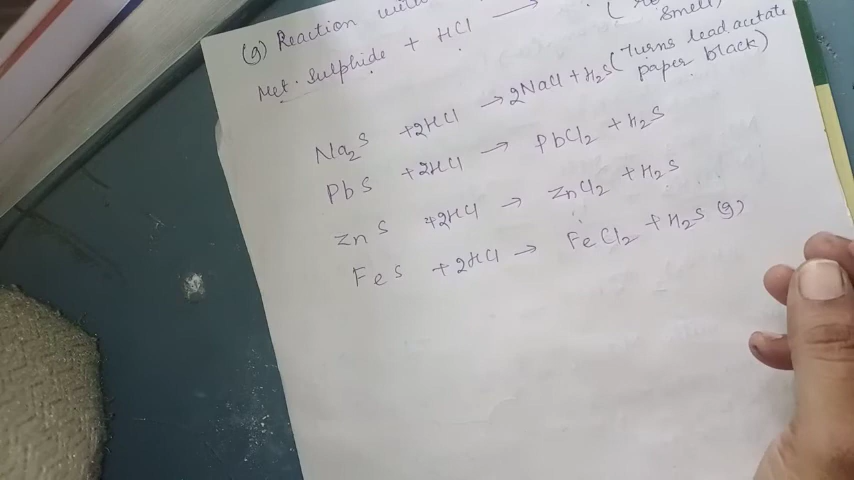 (g) Reaction with
Met. Sulphide + HCl → (
smell)
Na₂S + 2HCl → 2NaCl + H₂S (Turns lead acetate
paper black)
PbS + 2HCl → PbCl₂ + H₂S
ZnS + 2HCl → ZnCl₂ + H₂S
FeS + 2HCl → FeCl₂ + H₂S (g)